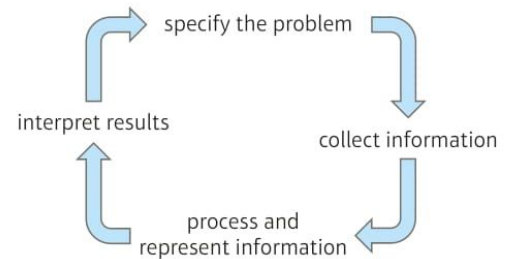 specify the problem
collect information
process and
represent information
interpret results